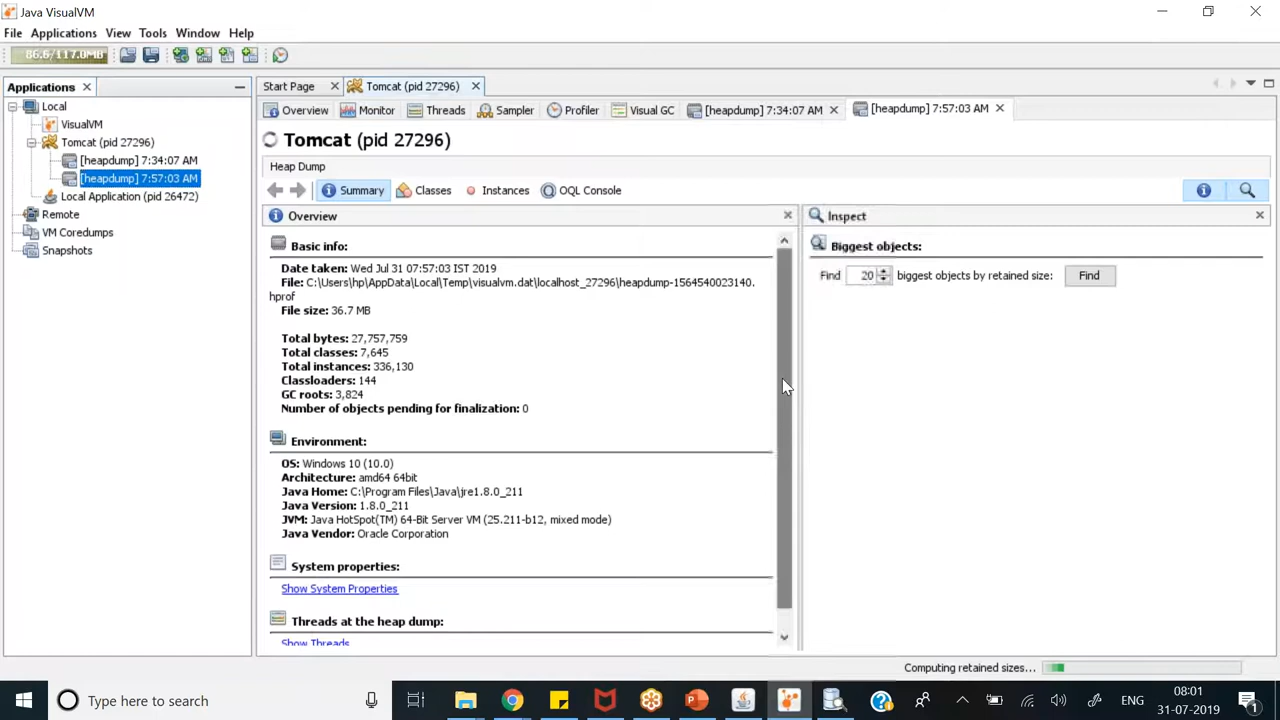 Java VisualVM
File Applications View Tools Window Help
86.6/117.0MB
Applications
Start Page
Tomcat (pid 27296)
Local
VisualVM
Tomcat (pid 27296)
[heapdump] 7:34:07 AM
[heapdump] 7:57:03 AM
Local Application (pid 26472)
Remote
VM Coredumps
Snapshots
Overview Monitor Threads Sampler Profiler Visual GC [heapdump] 7:34:07 AM [heapdump] 7:57:03 AM
Tomcat (pid 27296)
Heap Dump
Summary Classes Instances OQL Console
Overview
Basic info:
Date taken: Wed Jul 31 07:57:03 IST 2019
File: C:\Users\hp\AppData\Local\Temp\visualvm.dat\localhost_27296\heapdump-1564540023140.
hprof
File size: 36.7 MB
Total bytes: 27,757,759
Total classes: 7,645
Total instances: 336,130
Classloaders: 144
GC roots: 3,824
Number of objects pending for finalization: 0
Environment:
OS: Windows 10 (10.0)
Architecture: amd64 64bit
Java Home: C:\Program Files\Java\jre1.8.0_211
Java Version: 1.8.0_211
JVM: Java HotSpot(TM) 64-Bit Server VM (25.211-b12, mixed mode)
Java Vendor: Oracle Corporation
System properties:
Show System Properties
Threads at the heap dump:
Show Threads
Inspect
Biggest objects:
Find 20 biggest objects by retained size: Find
Computing retained sizes...
Type here to search
ENG
08:01
31-07-2019
1